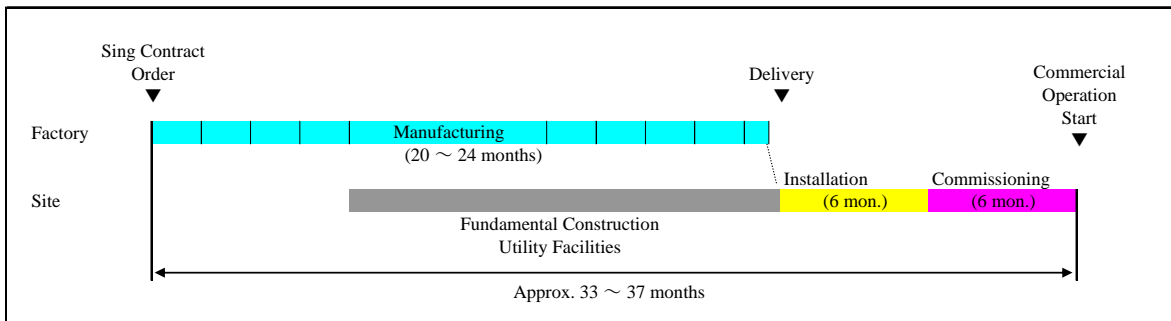 Sing Contract
Order
Delivery
Commercial
Operation
Start
Factory
Manufacturing
(20 ～ 24 months)
Installation
Commissioning
Site
(6 mon.)
(6 mon.)
Fundamental Construction
Utility Facilities
Approx. 33 ～ 37 months